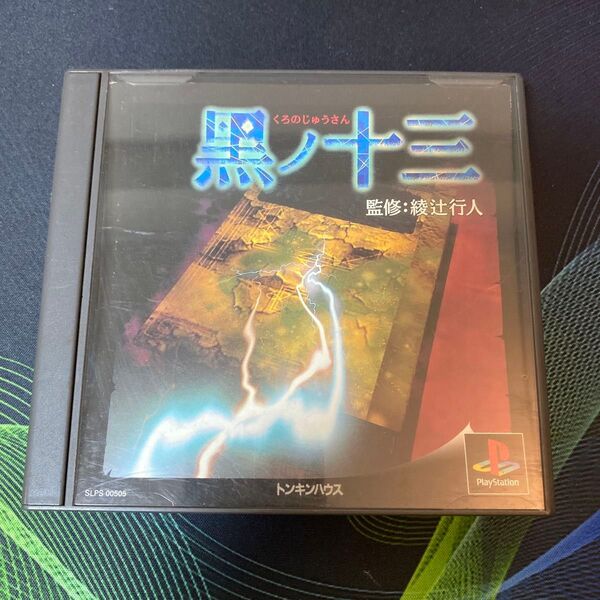 くろのじゅうさん
黒ノ十三
監修:綾辻行人
PlayStation
SLPS 00505
トンキンハウス